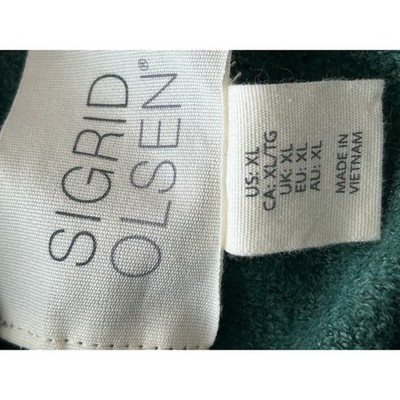 SIGRID
OLSEN®
US: XL
CA: XL/TG
UK: XL
EU: XL
AU: XL
MADE IN
VIETNAM